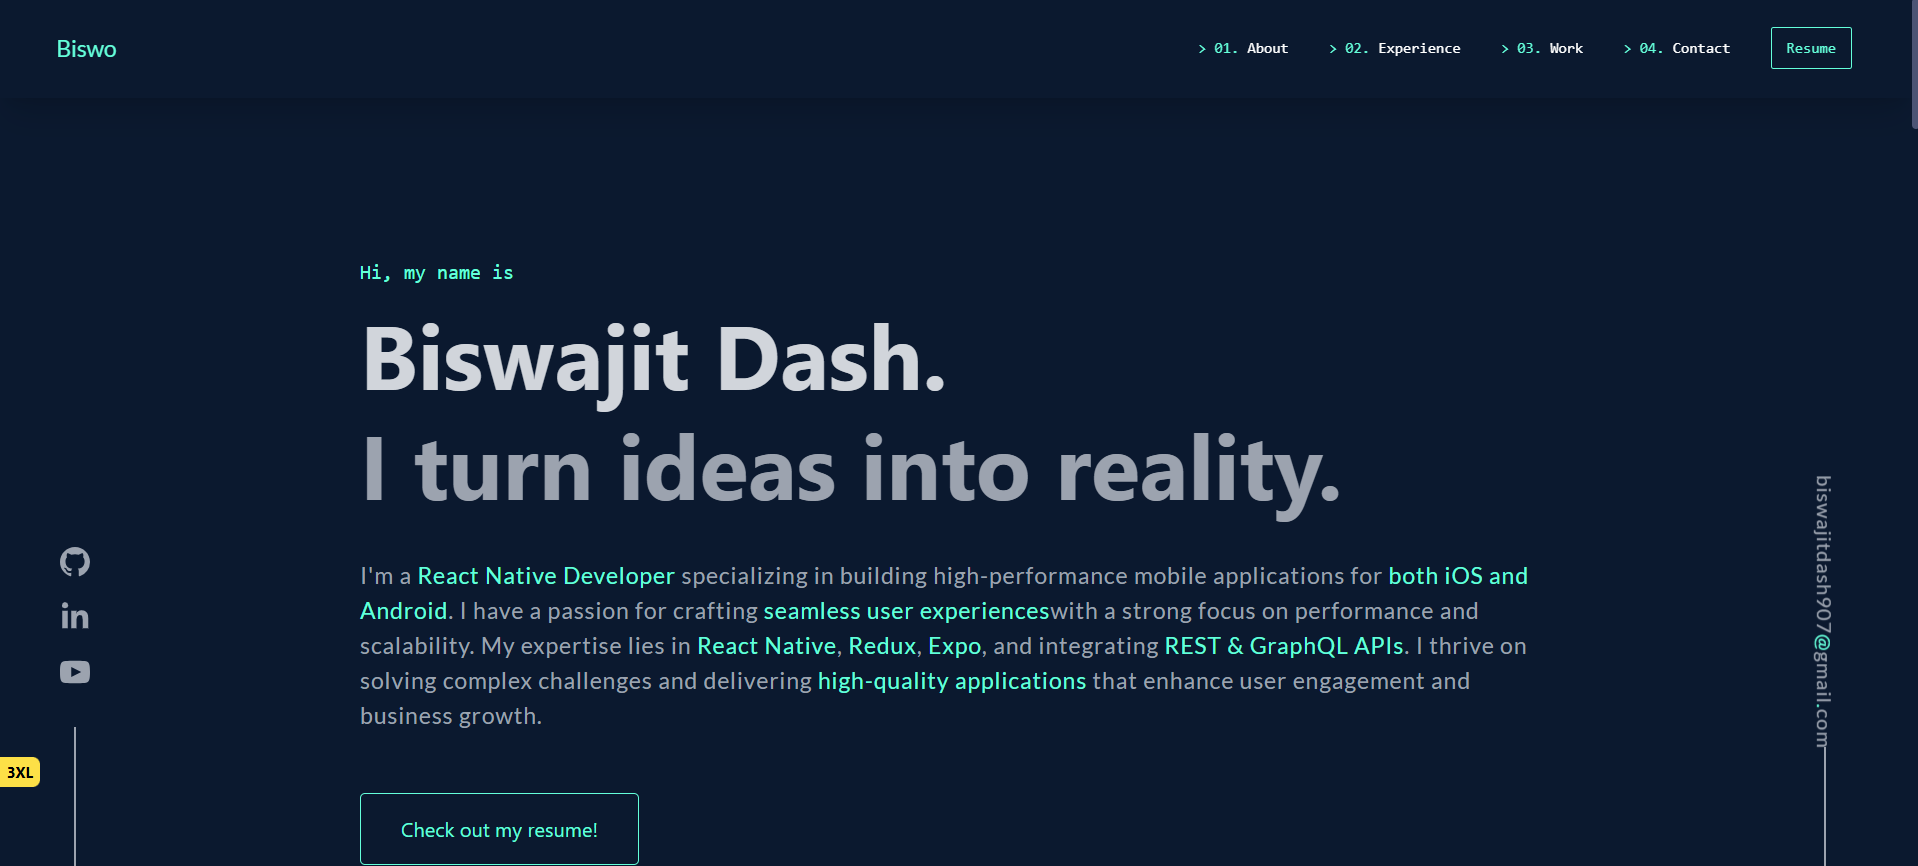 Biswo
> 01. About > 02. Experience > 03. Work > 04. Contact Resume
Hi, my name is
Biswajit Dash.
I turn ideas into reality.
I'm a React Native Developer specializing in building high-performance mobile applications for both iOS and
Android. I have a passion for crafting seamless user experienceswith a strong focus on performance and
scalability. My expertise lies in React Native, Redux, Expo, and integrating REST & GraphQL APIs. I thrive on
solving complex challenges and delivering high-quality applications that enhance user engagement and
business growth.
Check out my resume!
3XL
biswajitdash907@gmail.com